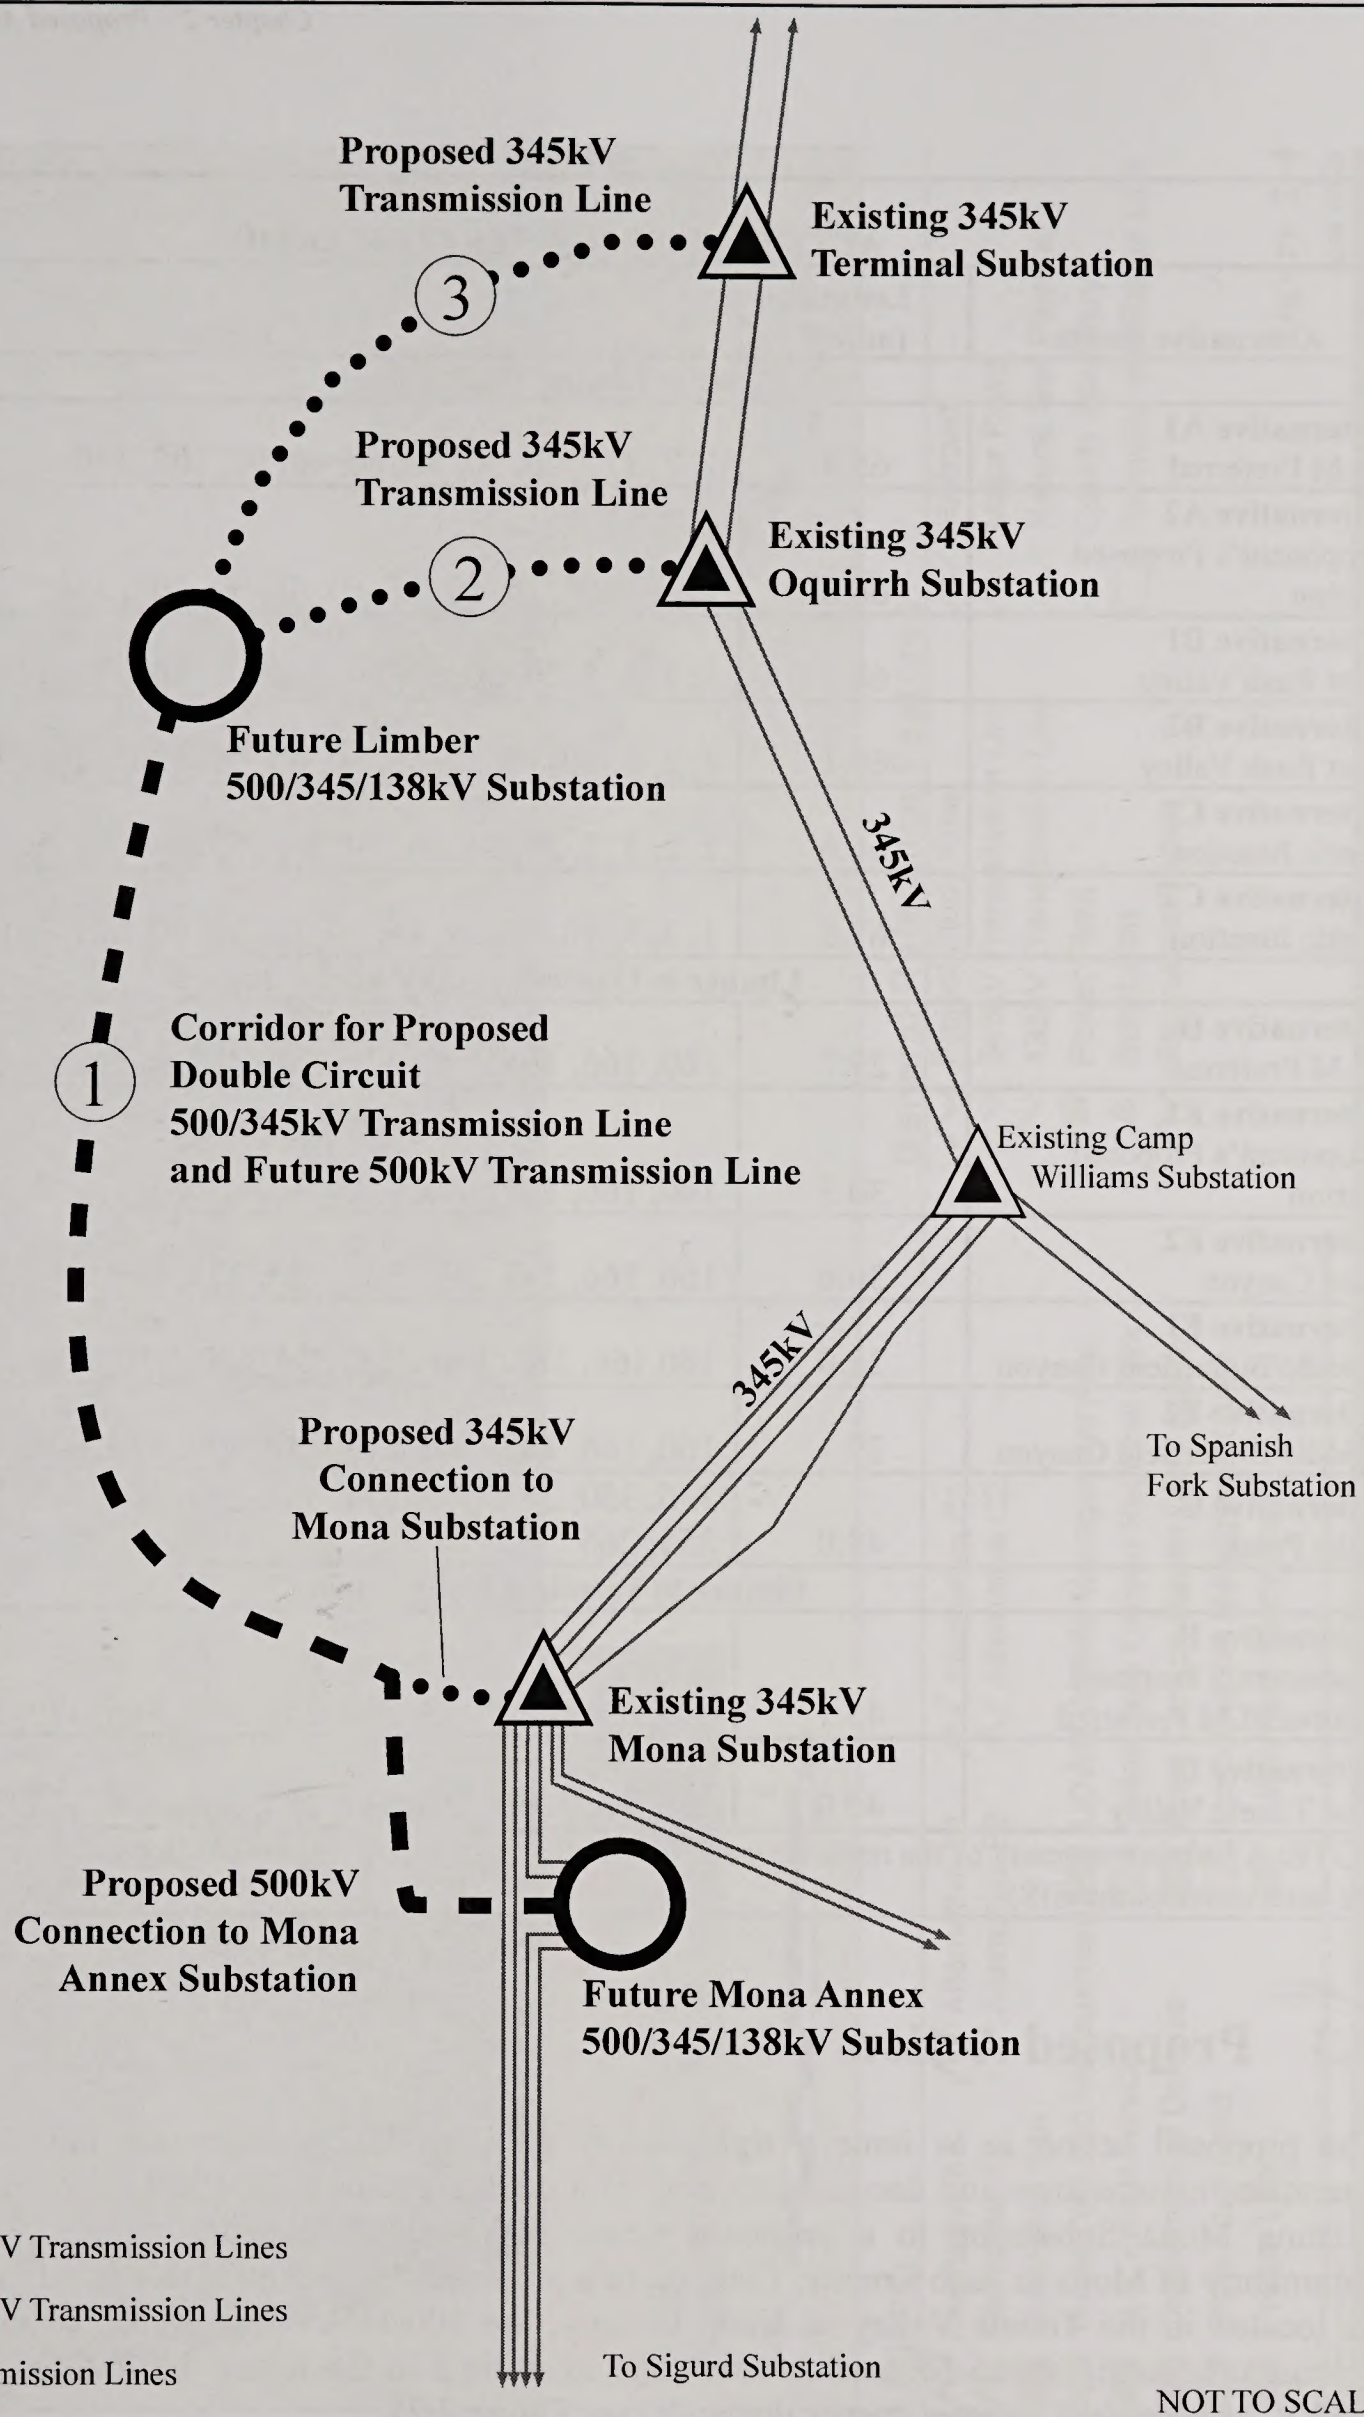 Proposed 345kV
Transmission Line
Existing 345kV
Terminal Substation
3
Proposed 345kV
Transmission Line
2
Existing 345kV
Oquirrh Substation
Future Limber
500/345/138kV Substation
345kV
Corridor for Proposed
Double Circuit
500/345kV Transmission Line
and Future 500kV Transmission Line
1
Existing Camp
Williams Substation
345kV
To Spanish
Fork Substation
Proposed 345kV
Connection to
Mona Substation
Existing 345kV
Mona Substation
Proposed 500kV
Connection to Mona
Annex Substation
Future Mona Annex
500/345/138kV Substation
V Transmission Lines
V Transmission Lines
mission Lines
To Sigurd Substation
NOT TO SCAL